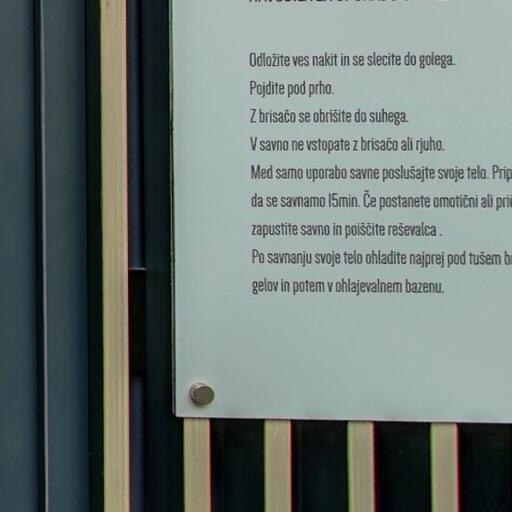 Odložite ves nakit in se slecite do golega.
Pojdite pod prho.
Z brisačo se obrišite do suhega.
V savno ne vstopate z brisačo ali rjuho.
Med samo uporabo savne poslušajte svoje telo.
da se savnamo 15min. Če postanete omotični ali
zapustite savno in poiščite reševalca .
Po savnanju svoje telo ohladite najprej pod tušem
gelov in potem v ohlajevalnem bazenu.